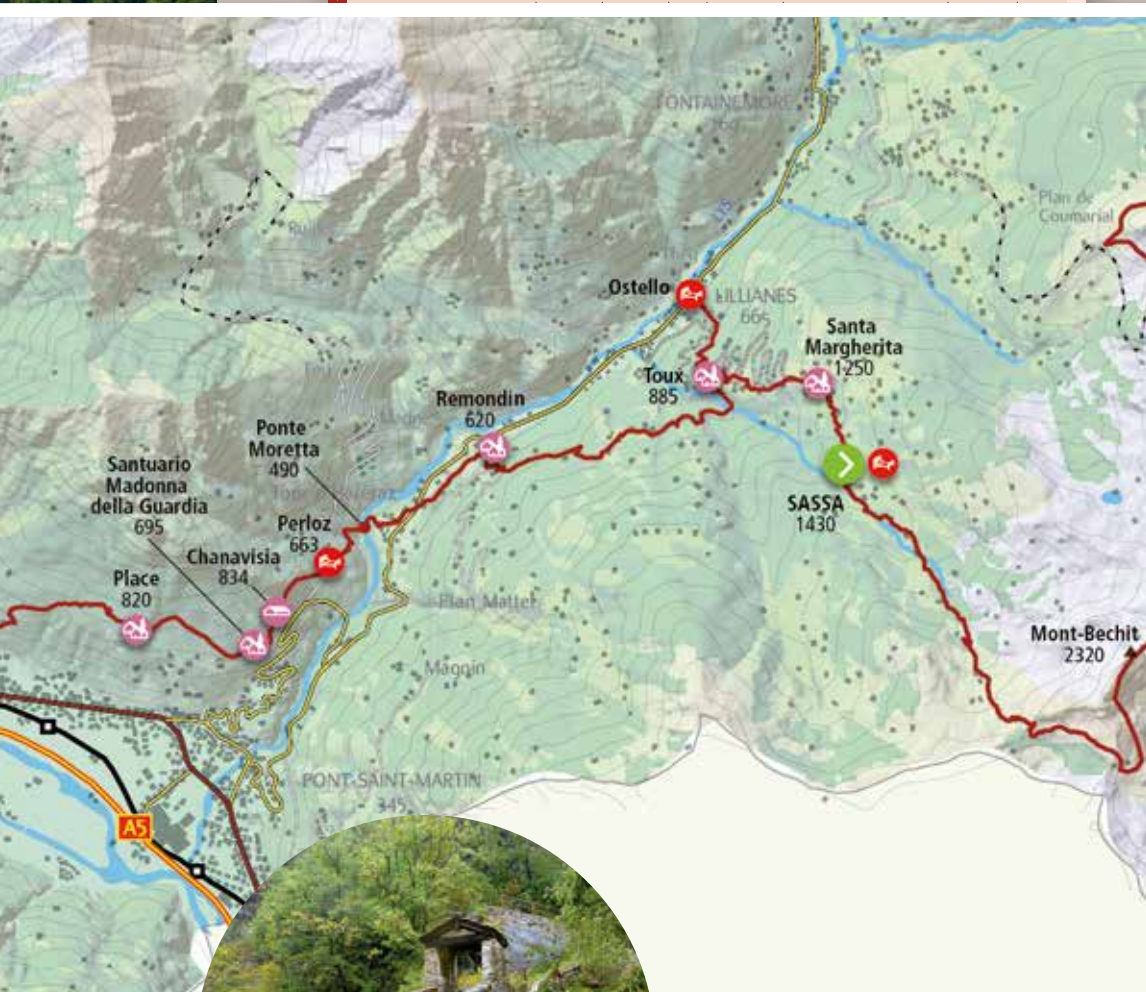 FONTAINEMORE
Plan de
Coumarial
LYS
Ostello
LILLIANES
665
Santa
Margherita
1250
Toux
885
Remondin
620
Ponte
Moretta
490
Santuario
Madonna
della Guardia
695
Perloz
663
Chanavisia
834
Place
820
SASSA
1430
Plan Matter
Mont-Bechit
2320
Maggin
PONT-SAINT-MARTIN
345
A5